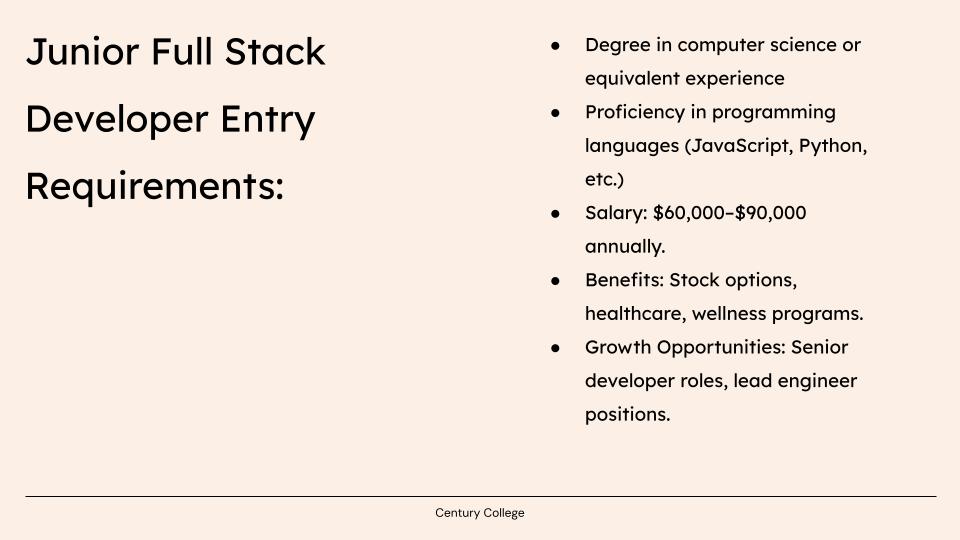 Junior Full Stack
Developer Entry
Requirements:
● Degree in computer science or
equivalent experience
● Proficiency in programming
languages (JavaScript, Python,
etc.)
● Salary: $60,000–$90,000
annually.
● Benefits: Stock options,
healthcare, wellness programs.
● Growth Opportunities: Senior
developer roles, lead engineer
positions.
Century College